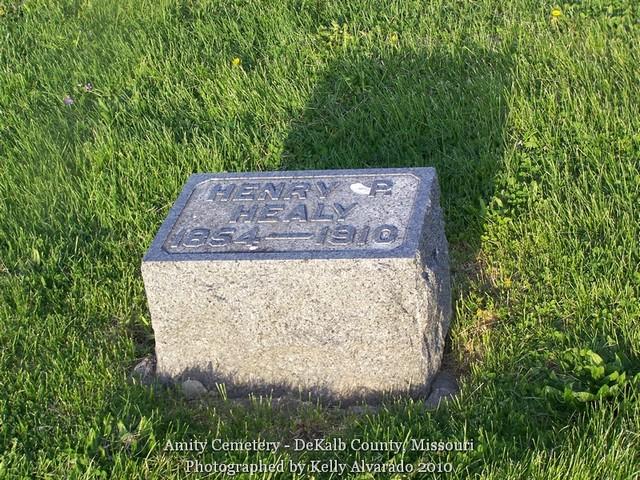 HENRY P.
HEALY
1854—1910
Amity Cemetery - DeKalb County, Missouri
Photographed by Kelly Alvarado 2010